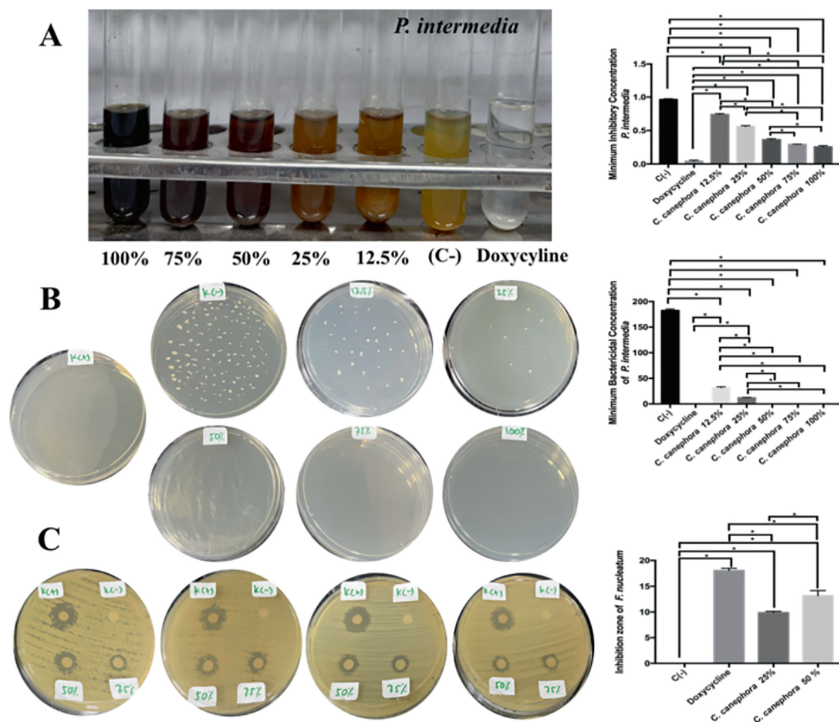 A
P. intermedia
100%
75%
50%
25%
12.5%
(C-)
Doxycyline
Minimum Inhibitory Concentration
P. intermedia
1.5
1.0
0.5
0.0
C(-)
Doxycycline
C. canephora 12.5%
C. canephora 25%
C. canephora 50%
C. canephora 75%
C. canephora 100%
B
K(+)
K(-)
12,5%
25%
50%
75%
100%
Minimum Bactericidal Concentration
of P. intermedia
200
150
100
50
0
C(-)
Doxycycline
C. canephora 12.5%
C. canephora 25%
C. canephora 50%
C. canephora 75%
C. canephora 100%
C
K(+)
K(-)
50%
25%
K(+)
K(-)
50%
25%
K(+)
K(-)
50%
25%
K(+)
K(-)
50%
25%
Inhibition zone of F. nucleatum
20
15
10
5
0
C(-)
Doxycycline
C. canephora 25%
C. canephora 50 %